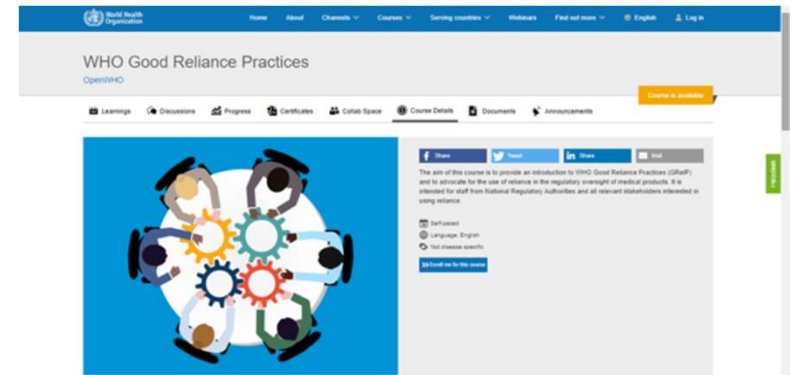 World Health
Organization
Home About Channels Courses Serving countries Webinars Find out more English Log in
WHO Good Reliance Practices
OpenWHO
Course is available
Learnings Discussions Progress Certificates Collab Space Course Details Documents Announcements
Share Tweet Share Mail
The aim of this course is to provide an introduction to WHO Good Reliance Practices (GRelP)
and to advocate for the use of reliance in the regulatory oversight of medical products. It is
intended for staff from National Regulatory Authorities and all relevant stakeholders interested in
using reliance.
Self-paced
Language: English
Not disease specific
Enroll me for this course
Helpdesk